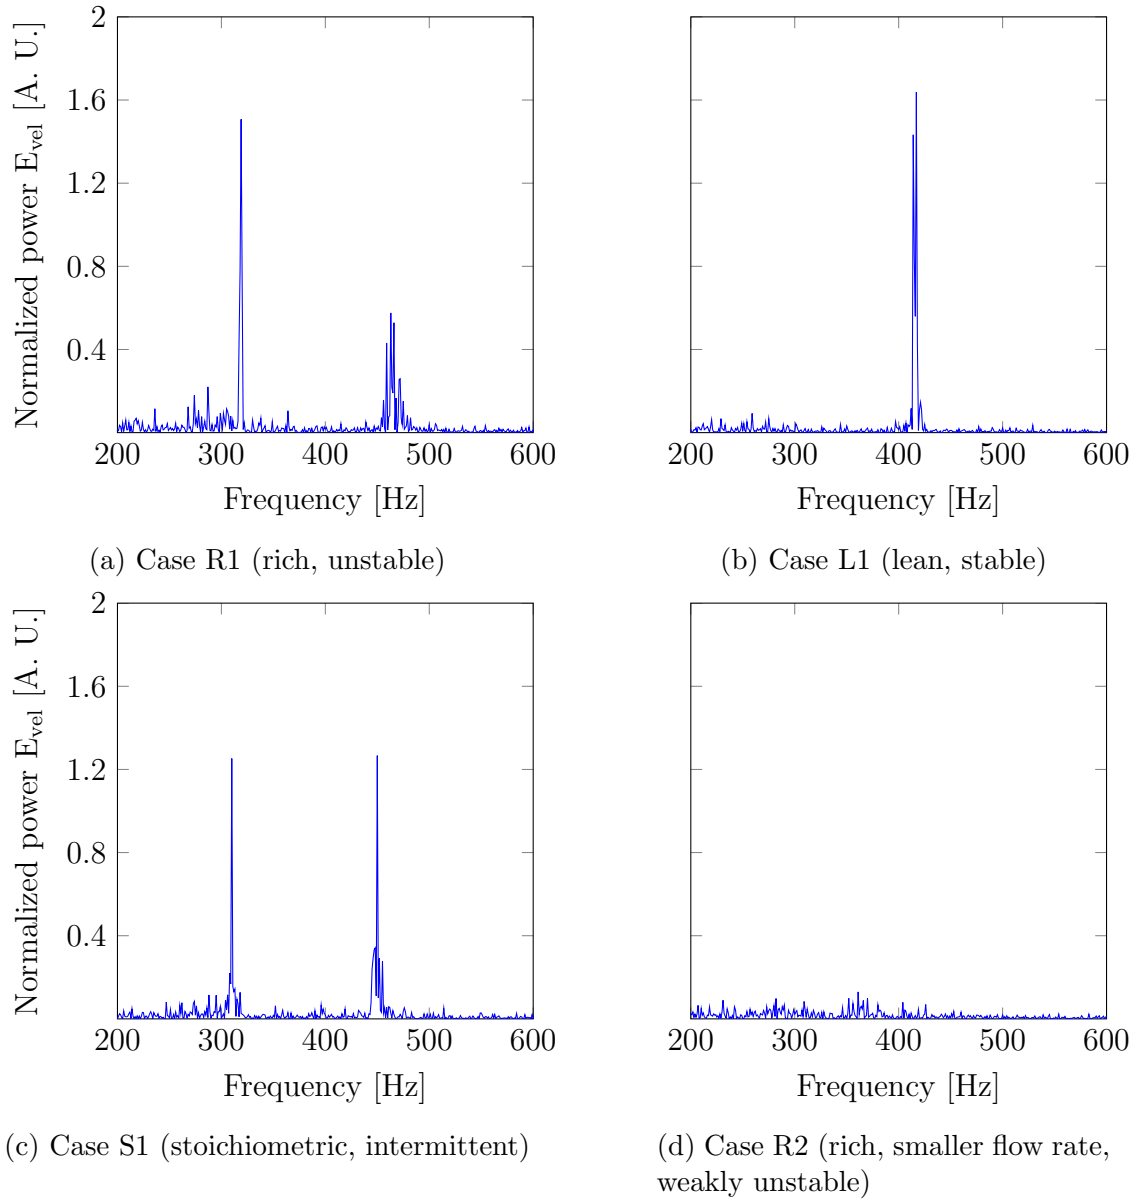 2
1.6
1.2
0.8
0.4
200 300 400 500 600
Normalized power E_vel [A. U.]
Frequency [Hz]
200 300 400 500 600
Frequency [Hz]
(a) Case R1 (rich, unstable)
(b) Case L1 (lean, stable)
2
1.6
1.2
0.8
0.4
200 300 400 500 600
Normalized power E_vel [A. U.]
Frequency [Hz]
200 300 400 500 600
Frequency [Hz]
(c) Case S1 (stoichiometric, intermittent)
(d) Case R2 (rich, smaller flow rate,
weakly unstable)